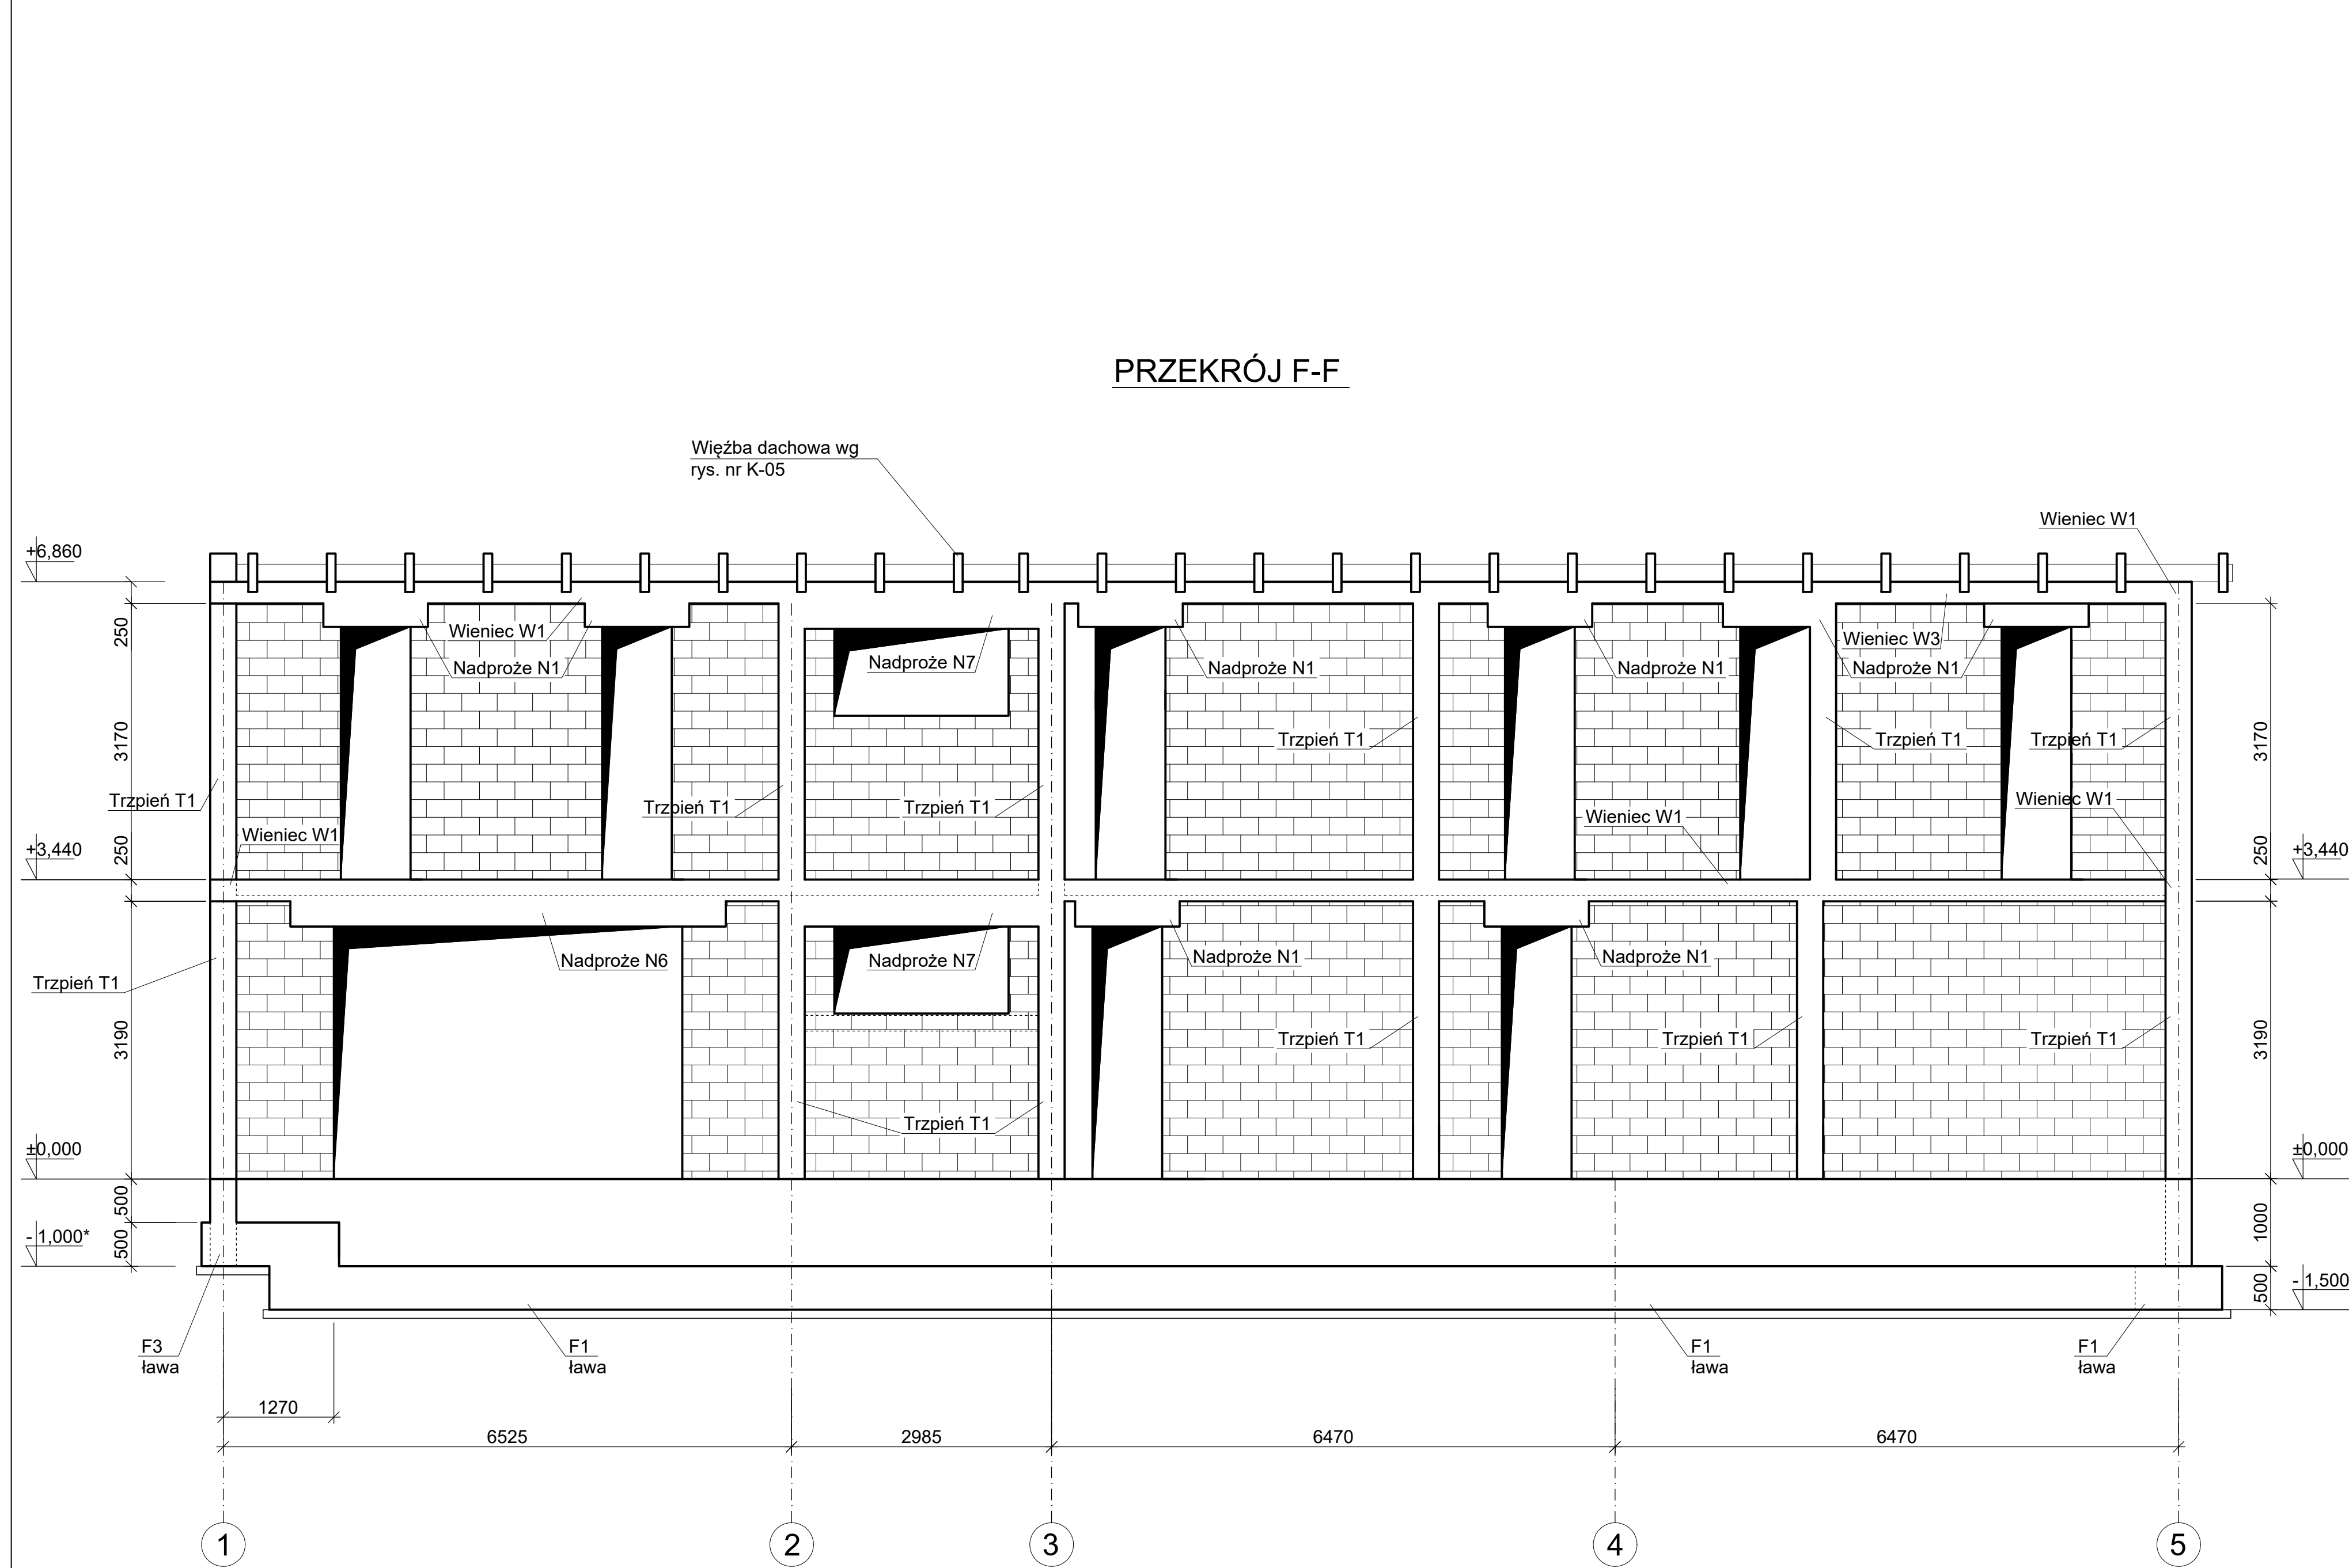 PRZEKRÓJ F-F
Więźba dachowa wg
rys. nr K-05
Wieniec W1
+6,860
250
Wieniec W1
Nadproże N1
Nadproże N7
Nadproże N1
Nadproże N1
Wieniec W3
Nadproże N1
3170
Trzpień T1
Trzpień T1
Trzpień T1
3170
Trzpień T1
Trzpień T1
Trzpień T1
Wieniec W1
Wieniec W1
Wieniec W1
+3,440
250
250
+3,440
Nadproże N6
Nadproże N7
Nadproże N1
Nadproże N1
Trzpień T1
3190
Trzpień T1
Trzpień T1
Trzpień T1
3190
Trzpień T1
±0,000
±0,000
500
500
- 1,000*
1000
500
- 1,500
F3
ława
F1
ława
F1
ława
F1
ława
1270
6525
2985
6470
6470
1
2
3
4
5